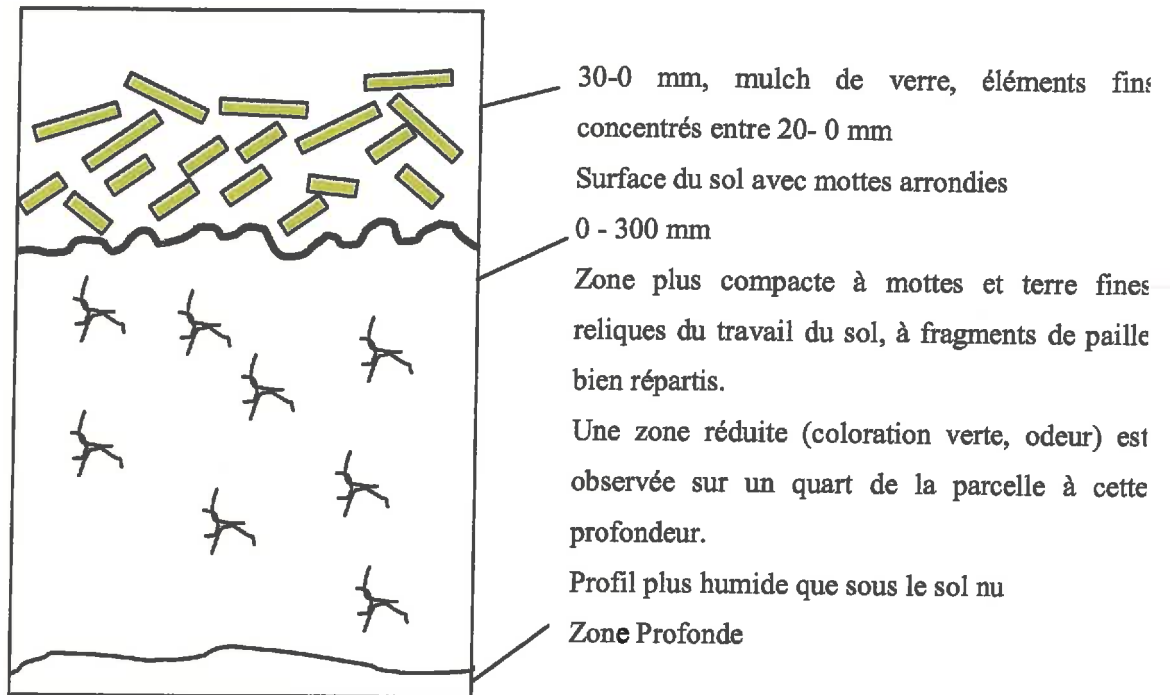 30-0 mm, mulch de verre, éléments fins
concentrés entre 20- 0 mm
Surface du sol avec mottes arrondies
0 - 300 mm
Zone plus compacte à mottes et terre fines
reliques du travail du sol, à fragments de paille
bien répartis.
Une zone réduite (coloration verte, odeur) est
observée sur un quart de la parcelle à cette
profondeur.
Profil plus humide que sous le sol nu
Zone Profonde